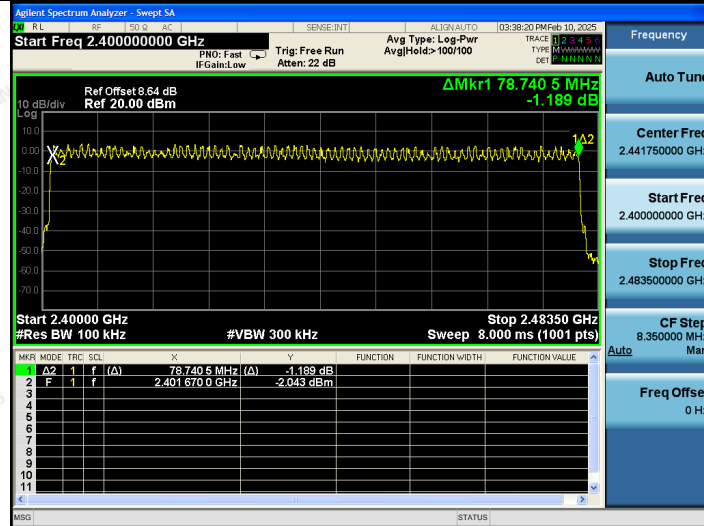 Agilent Spectrum Analyzer - Swept SA
LXI RL RF 50 Ω AC SENSE:INT ALIGNAUTO 03:38:20 PM Feb 10, 2025
Start Freq 2.400000000 GHz
PNO: Fast
IFGain:Low
Trig: Free Run
Atten: 22 dB
Avg Type: Log-Pwr
Avg|Hold:>100/100
TRACE 1 2 3 4 5 6
TYPE M
DET P N N N N N
Ref Offset 8.64 dB
10 dB/div Ref 20.00 dBm
Log
ΔMkr1 78.740 5 MHz
-1.189 dB
10.0
0.00
-10.0
-20.0
-30.0
-40.0
-50.0
-60.0
-70.0
2
1Δ2
Start 2.40000 GHz Stop 2.48350 GHz
#Res BW 100 kHz #VBW 300 kHz Sweep 8.000 ms (1001 pts)
MKR MODE TRC SCL X Y FUNCTION FUNCTION WIDTH FUNCTION VALUE
1 Δ2 1 f (Δ) 78.740 5 MHz (Δ) -1.189 dB
2 F 1 f 2.401 670 0 GHz -2.043 dBm
3
4
5
6
7
8
9
10
11
MSG STATUS
Frequency
Auto Tune
Center Freq
2.441750000 GHz
Start Freq
2.400000000 GHz
Stop Freq
2.483500000 GHz
CF Step
8.350000 MHz
Auto Man
Freq Offset
0 Hz